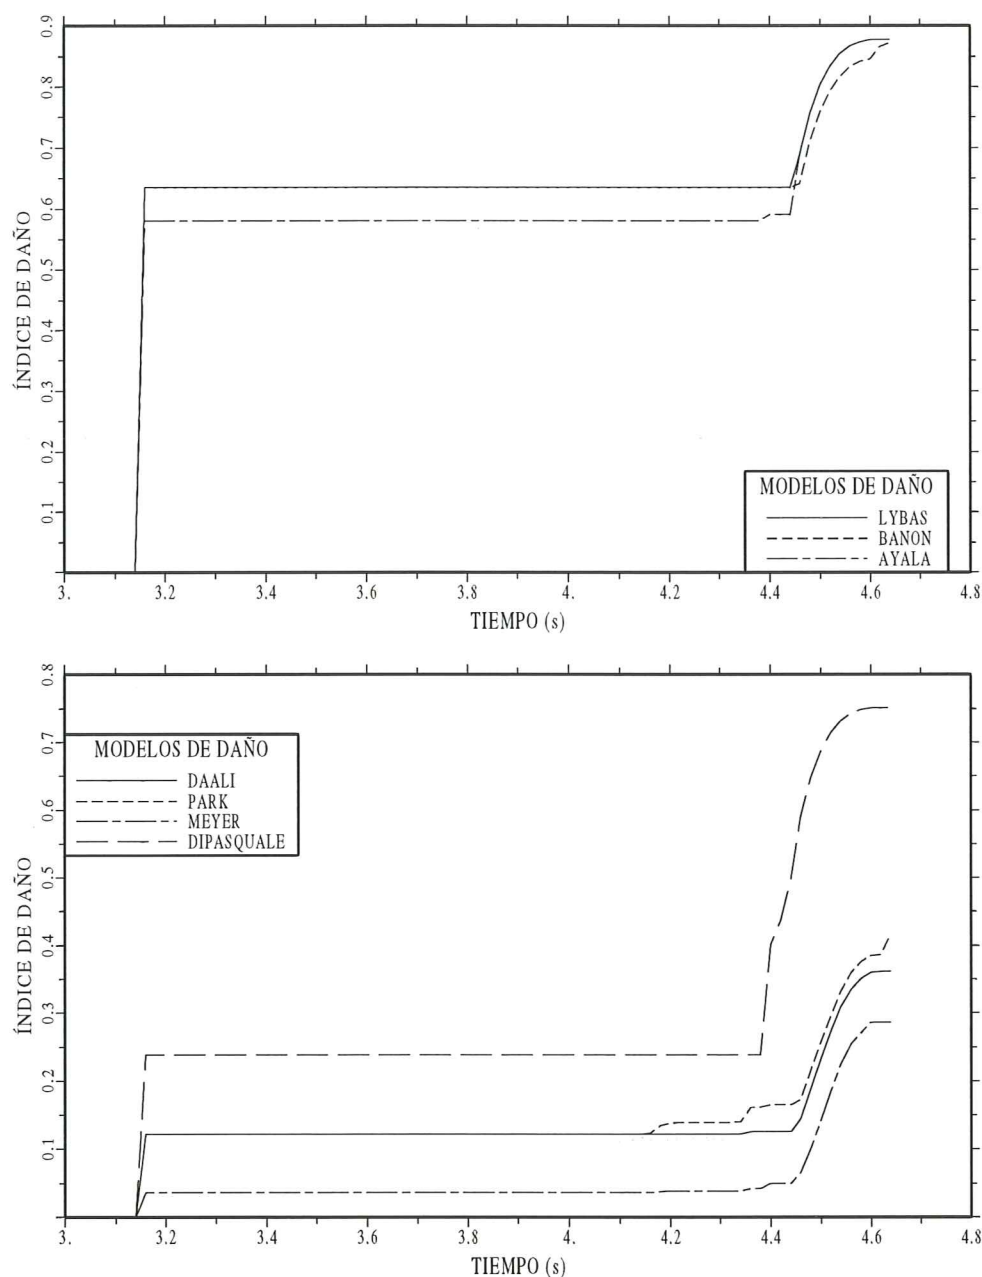 0.9
0.8
0.7
0.6
0.5
0.4
0.3
0.2
0.1
ÍNDICE DE DAÑO
MODELOS DE DAÑO
LYBAS
BANON
AYALA
3. 3.2 3.4 3.6 3.8 4. 4.2 4.4 4.6 4.8
TIEMPO (s)
0.8
0.7
0.6
0.5
0.4
0.3
0.2
0.1
ÍNDICE DE DAÑO
MODELOS DE DAÑO
DAALI
PARK
MEYER
DIPASQUALE
3. 3.2 3.4 3.6 3.8 4. 4.2 4.4 4.6 4.8
TIEMPO (s)